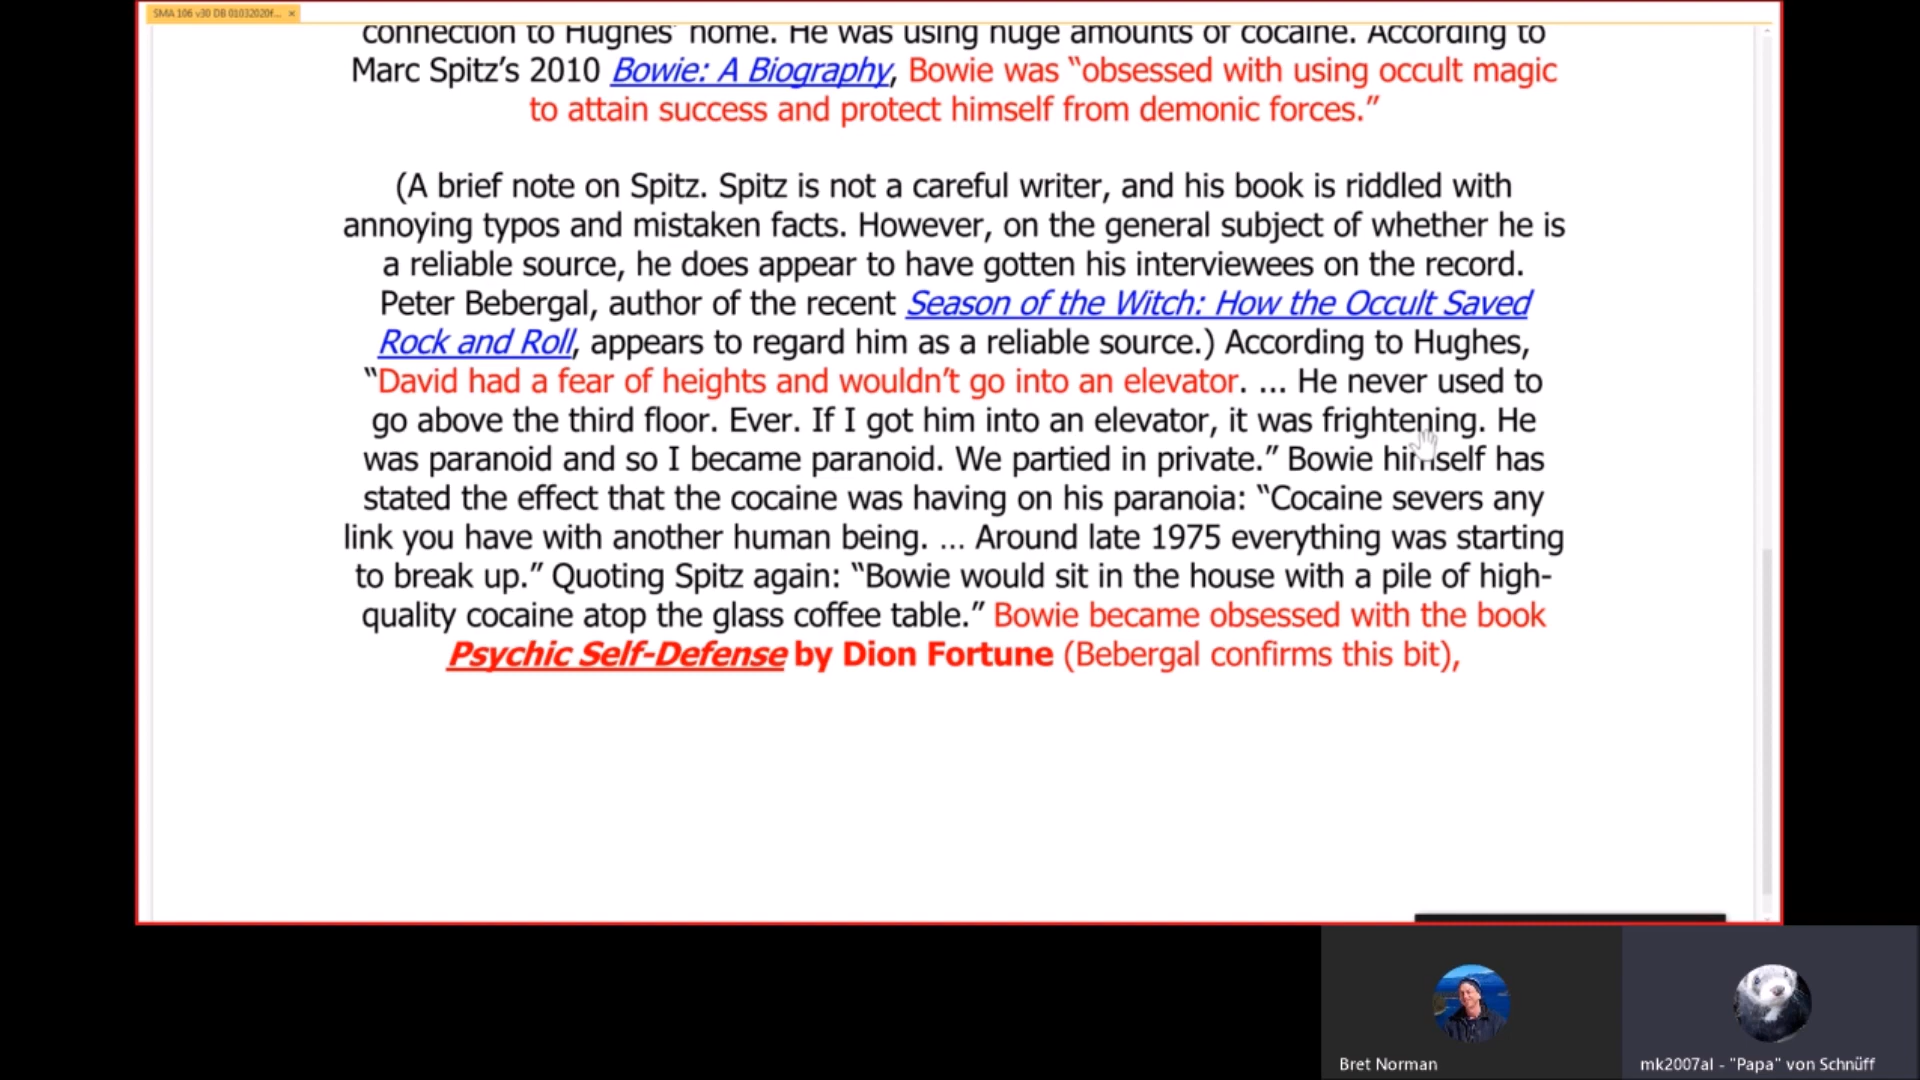 SMA 106 v30 DB 01032020f... ×
connection to Hughes' home. He was using huge amounts of cocaine. According to
Marc Spitz's 2010 Bowie: A Biography, Bowie was “obsessed with using occult magic
to attain success and protect himself from demonic forces.”
(A brief note on Spitz. Spitz is not a careful writer, and his book is riddled with
annoying typos and mistaken facts. However, on the general subject of whether he is
a reliable source, he does appear to have gotten his interviewees on the record.
Peter Bebergal, author of the recent Season of the Witch: How the Occult Saved
Rock and Roll, appears to regard him as a reliable source.) According to Hughes,
“David had a fear of heights and wouldn't go into an elevator. ... He never used to
go above the third floor. Ever. If I got him into an elevator, it was frightening. He
was paranoid and so I became paranoid. We partied in private.” Bowie himself has
stated the effect that the cocaine was having on his paranoia: “Cocaine severs any
link you have with another human being. ... Around late 1975 everything was starting
to break up.” Quoting Spitz again: “Bowie would sit in the house with a pile of high-
quality cocaine atop the glass coffee table.” Bowie became obsessed with the book
Psychic Self-Defense by Dion Fortune (Bebergal confirms this bit),
Bret Norman
mk2007al - "Papa" von Schnüff